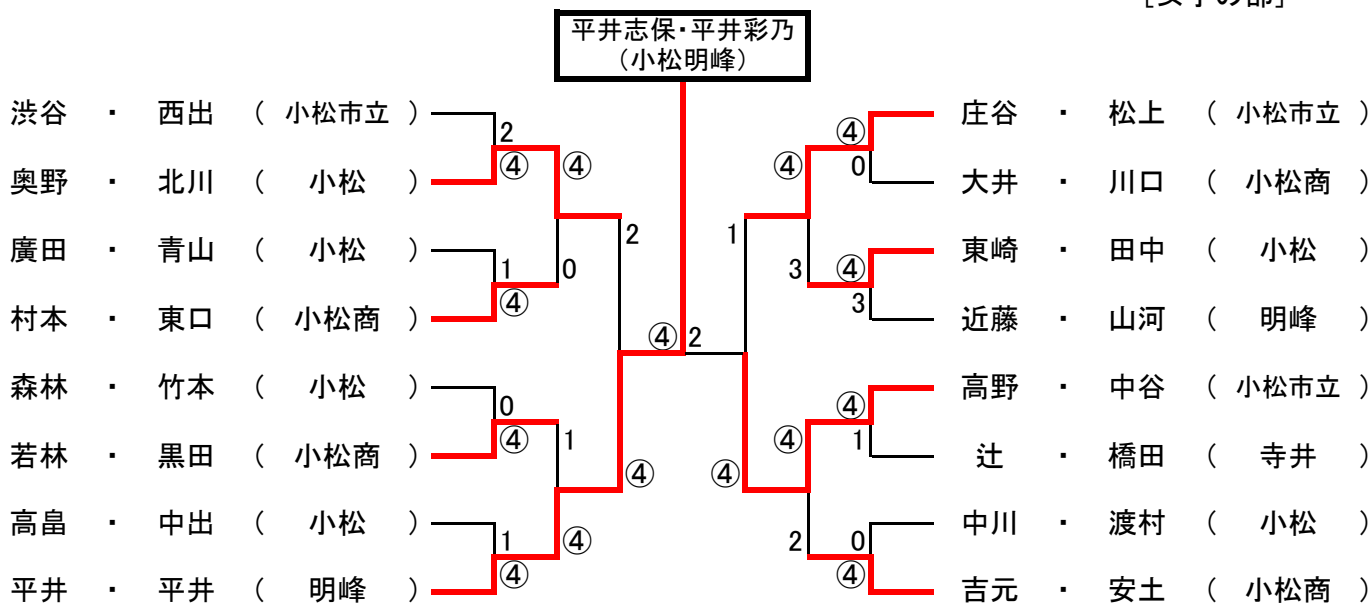 [女子の部]
平井志保・平井彩乃
（小松明峰）
渋谷 ・ 西出 （ 小松市立 ）
奥野 ・ 北川 （ 小松 ）
廣田 ・ 青山 （ 小松 ）
村本 ・ 東口 （ 小松商 ）
森林 ・ 竹本 （ 小松 ）
若林 ・ 黒田 （ 小松商 ）
高畠 ・ 中出 （ 小松 ）
平井 ・ 平井 （ 明峰 ）
2
④
1
④
0
④
1
④
④
0
1
④
2
④
④
2
1
④
④
3
④
2
④
0
④
3
④
1
0
④
庄谷 ・ 松上 （ 小松市立 ）
大井 ・ 川口 （ 小松商 ）
東崎 ・ 田中 （ 小松 ）
近藤 ・ 山河 （ 明峰 ）
高野 ・ 中谷 （ 小松市立 ）
辻 ・ 橋田 （ 寺井 ）
中川 ・ 渡村 （ 小松 ）
吉元 ・ 安土 （ 小松商 ）